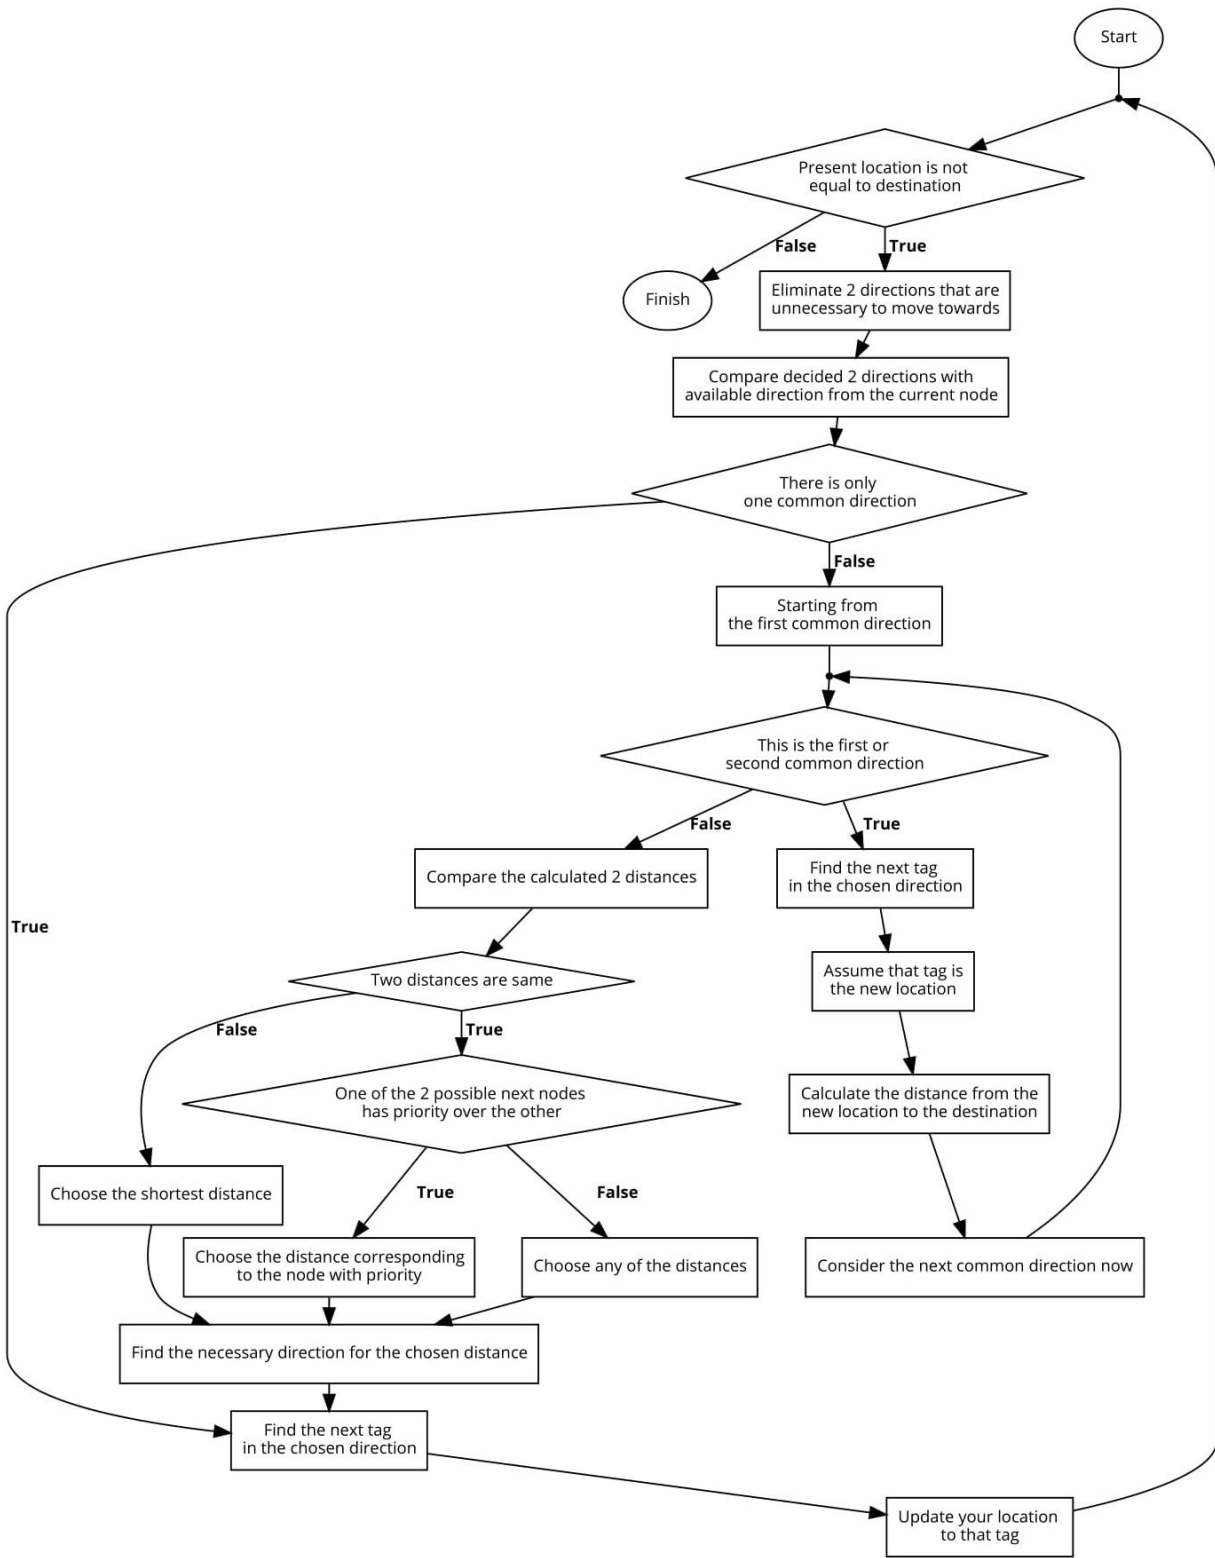 Start
Present location is not
equal to destination
False
True
Finish
Eliminate 2 directions that are
unnecessary to move towards
Compare decided 2 directions with
available direction from the current node
There is only
one common direction
False
Starting from
the first common direction
This is the first or
second common direction
False
True
Compare the calculated 2 distances
Find the next tag
in the chosen direction
True
Two distances are same
Assume that tag is
the new location
False
True
One of the 2 possible next nodes
has priority over the other
Calculate the distance from the
new location to the destination
Choose the shortest distance
True
False
Choose the distance corresponding
to the node with priority
Choose any of the distances
Consider the next common direction now
Find the necessary direction for the chosen distance
Find the next tag
in the chosen direction
Update your location
to that tag